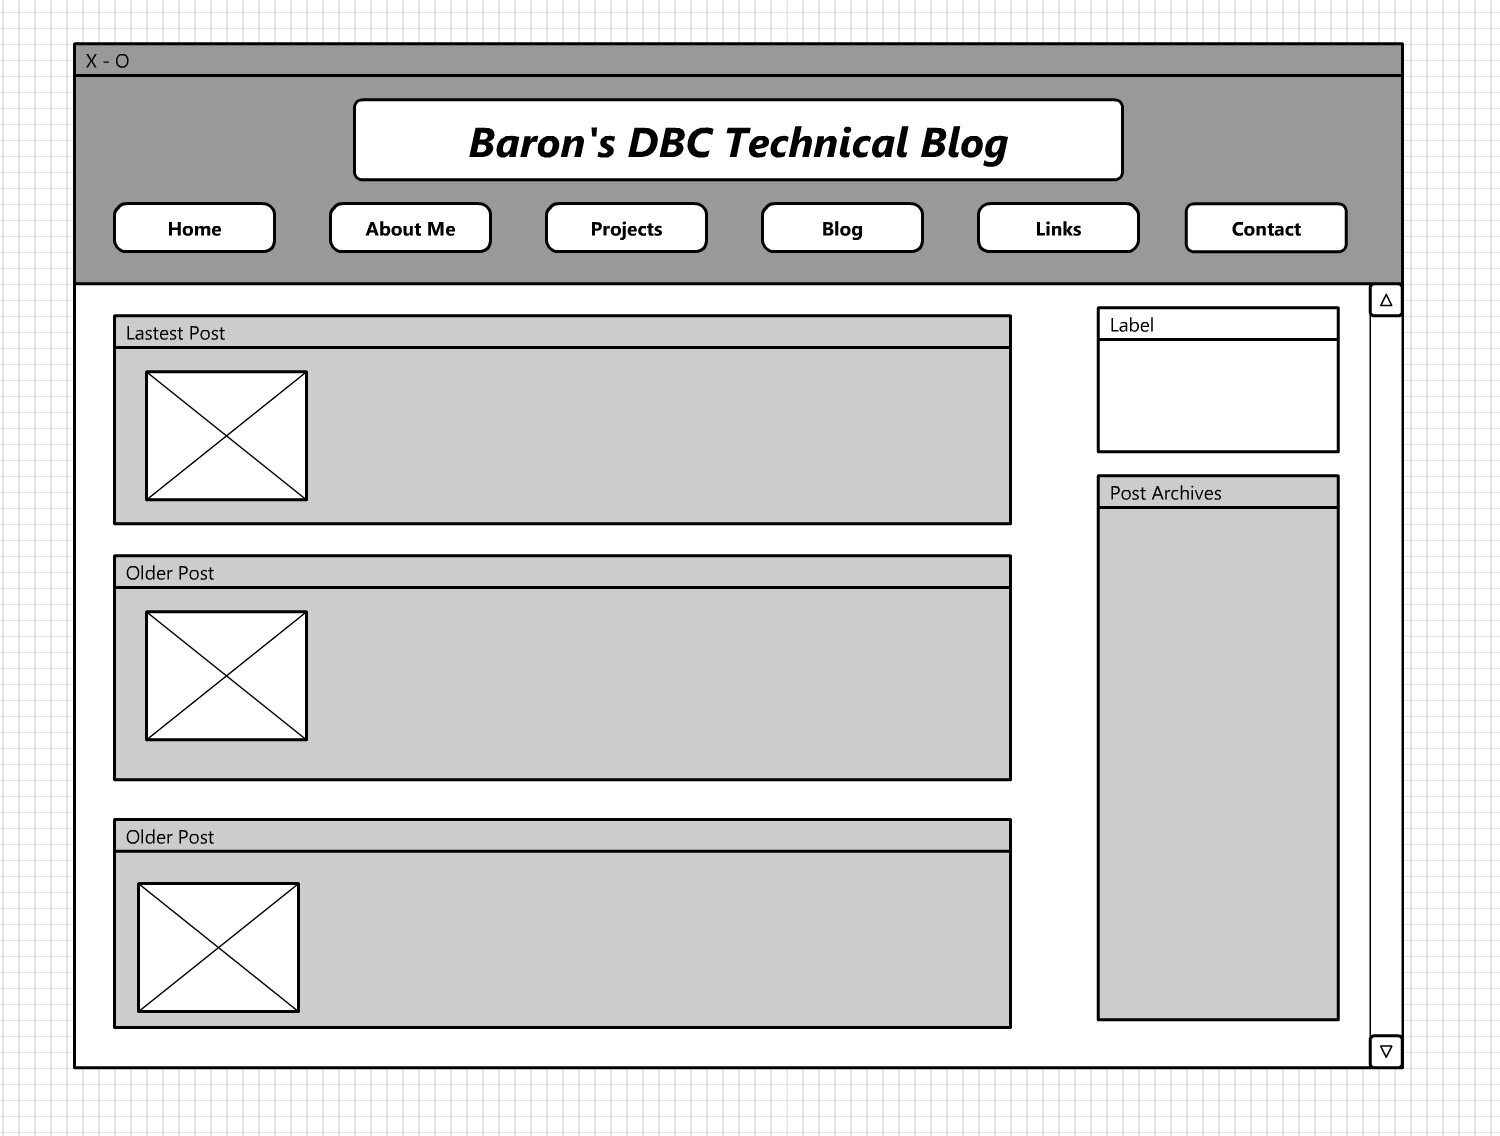 X - O
Baron's DBC Technical Blog
Home
About Me
Projects
Blog
Links
Contact
Lastest Post
Label
Post Archives
Older Post
Older Post